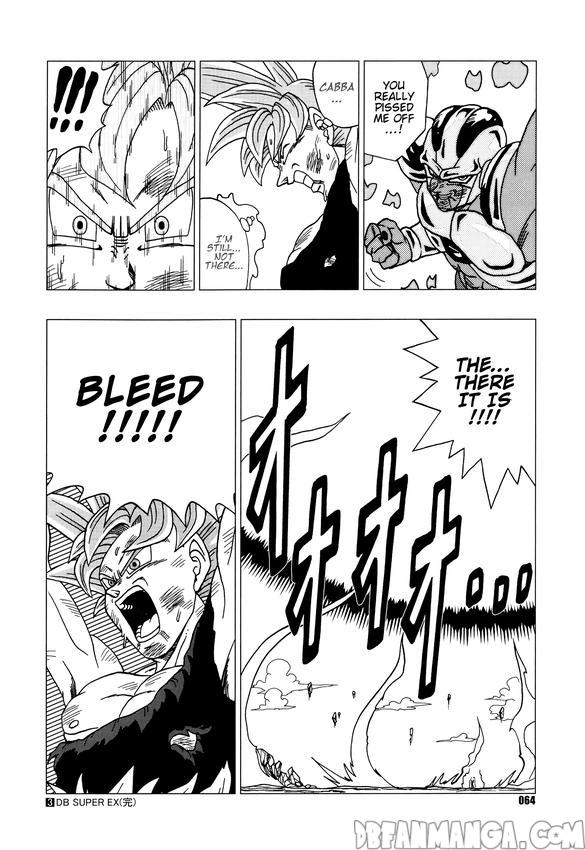 YOU
REALLY
PISSED
ME OFF
...!
CABBA
...
I'M
STILL...
NOT
THERE...
!!!
THE...
THERE
IT IS
!!!!
オオオオ...
BLEED
!!!!!
3 DB SUPER EX(完)
064
DBFANMANGA.COM